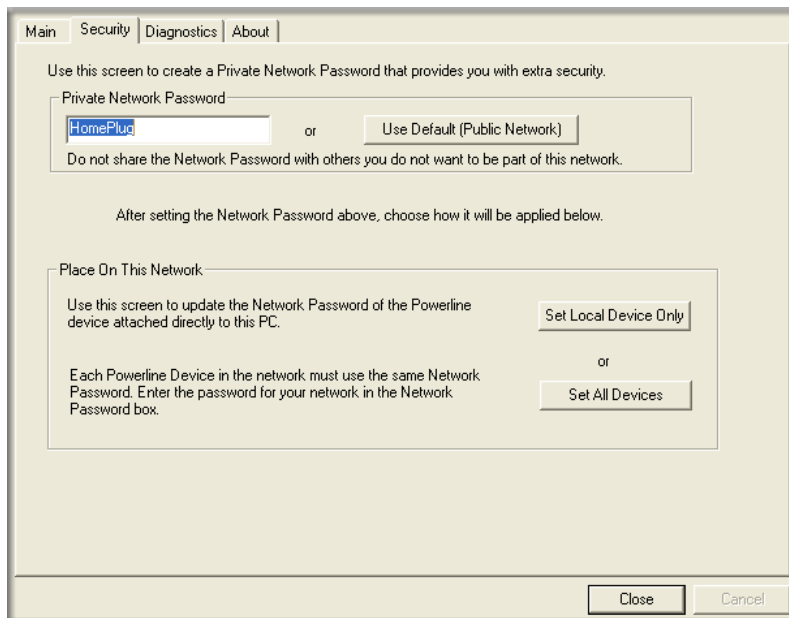 Main Security Diagnostics About
Use this screen to create a Private Network Password that provides you with extra security.
Private Network Password
HomePlug or Use Default (Public Network)
Do not share the Network Password with others you do not want to be part of this network.
After setting the Network Password above, choose how it will be applied below.
Place On This Network
Use this screen to update the Network Password of the Powerline
device attached directly to this PC.
Set Local Device Only
or
Each Powerline Device in the network must use the same Network
Password. Enter the password for your network in the Network
Password box.
Set All Devices
Close Cancel